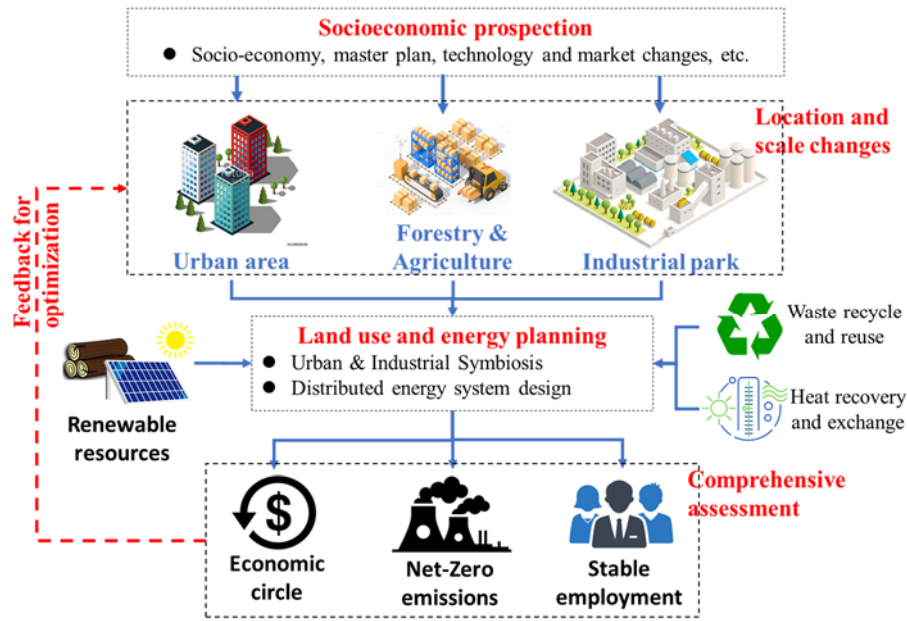 Socioeconomic prospection
● Socio-economy, master plan, technology and market changes, etc.
Location and
scale changes
Urban area
Forestry &
Agriculture
Industrial park
Feedback for
optimization
Land use and energy planning
● Urban & Industrial Symbiosis
● Distributed energy system design
Waste recycle
and reuse
Heat recovery
and exchange
Renewable
resources
Comprehensive
assessment
$
Economic
circle
Net-Zero
emissions
Stable
employment